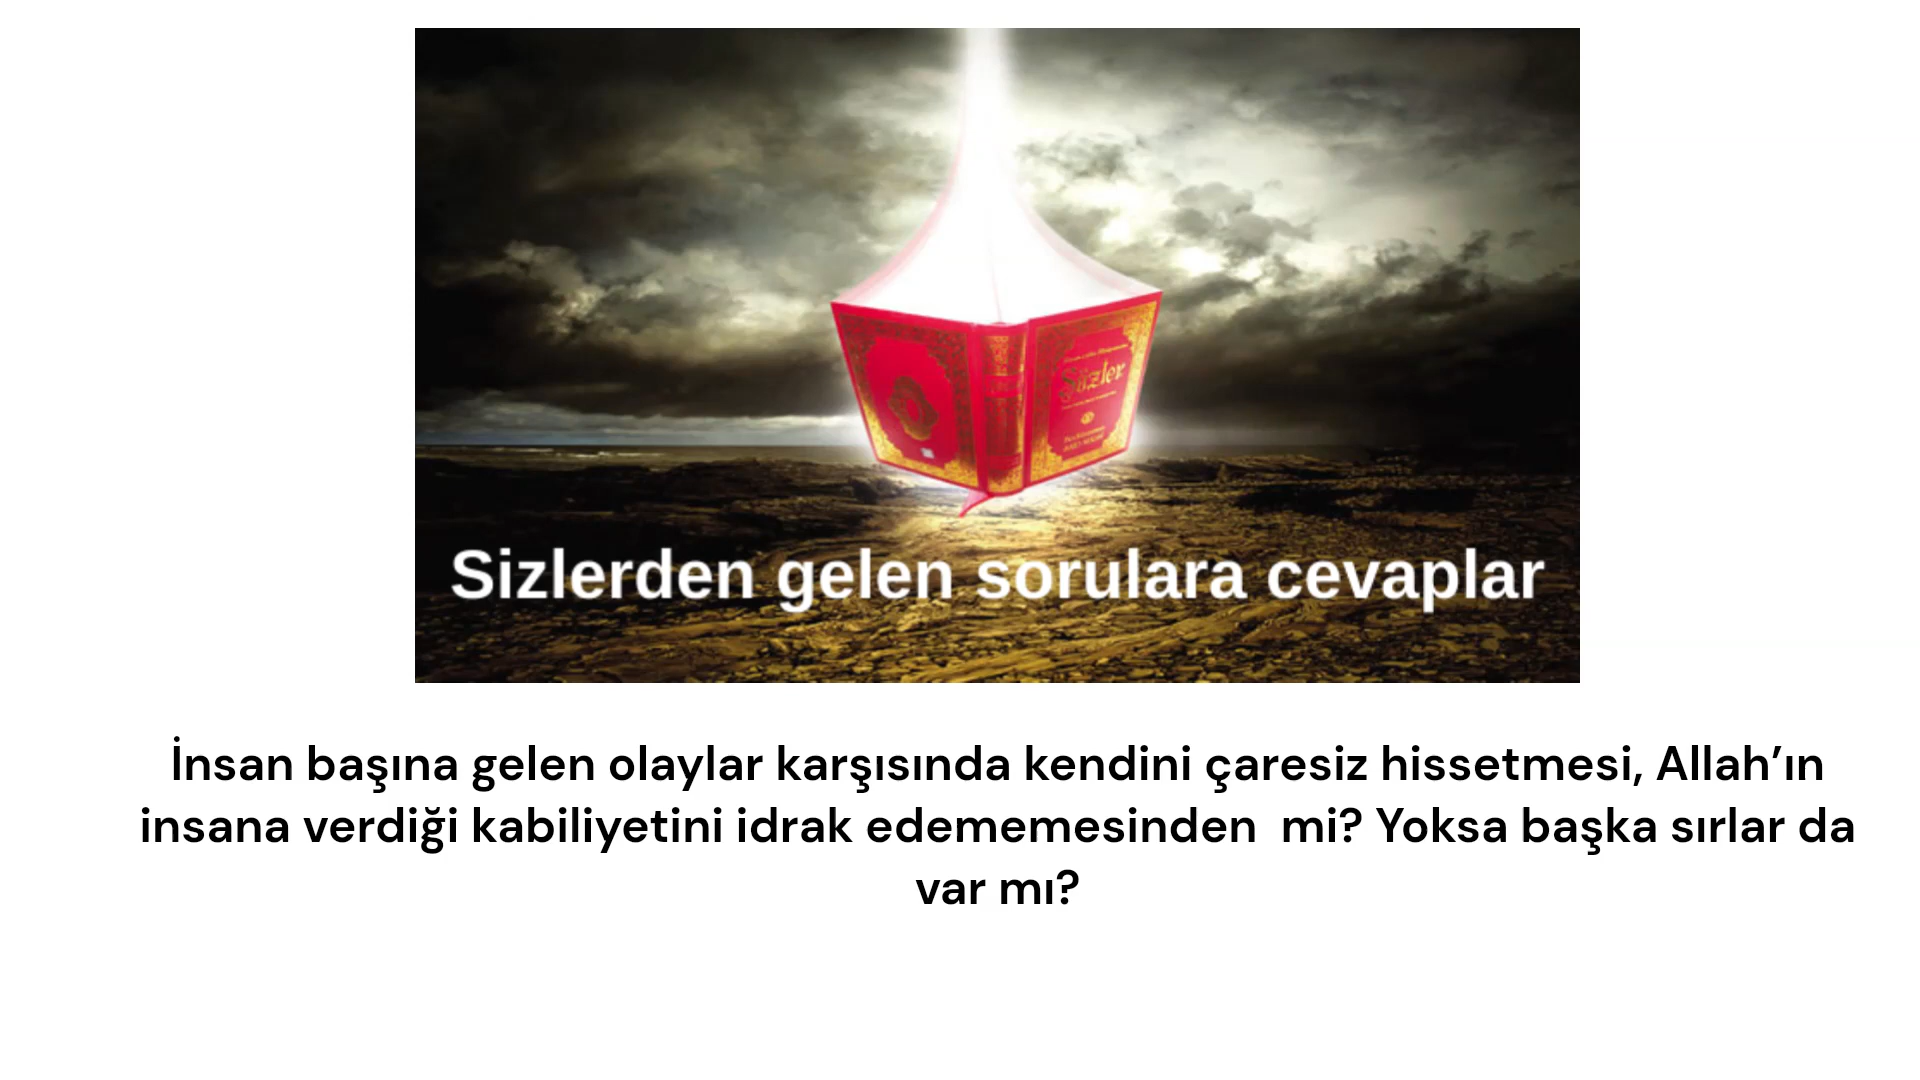 Sözler
Sizlerden gelen sorulara cevaplar
İnsan başına gelen olaylar karşısında kendini çaresiz hissetmesi, Allah’ın
insana verdiği kabiliyetini idrak edememesinden  mi? Yoksa başka sırlar da
var mı?